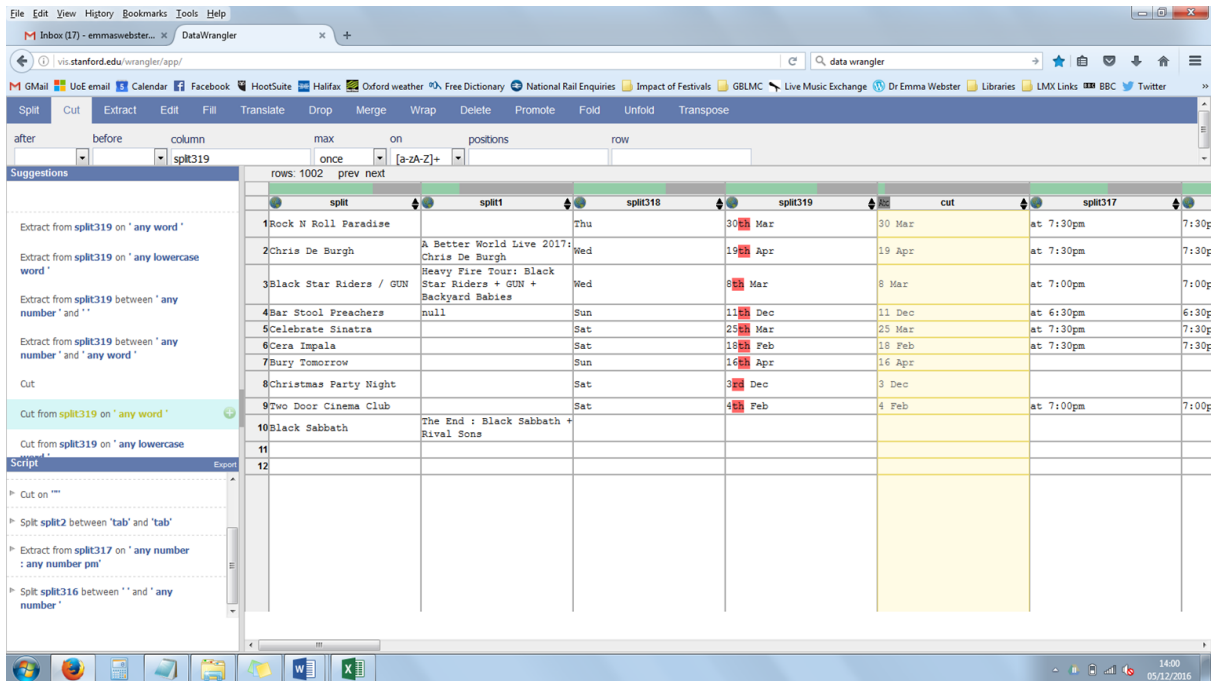 File Edit View History Bookmarks Tools Help
Inbox (17) - emmaswebster... × DataWrangler × +
vis.stanford.edu/wrangler/app/ data wrangler
GMail UoE email Calendar Facebook HootSuite Halifax Oxford weather Free Dictionary National Rail Enquiries Impact of Festivals GBLMC Live Music Exchange Dr Emma Webster Libraries LMX Links BBC Twitter »
Split Cut Extract Edit Fill Translate Drop Merge Wrap Delete Promote Fold Unfold Transpose
after before column max on positions row
split319 once [a-zA-Z]+
Suggestions
rows: 1002 prev next
split split1 split318 split319 cut split317
1 Rock N Roll Paradise Thu 30th Mar 30 Mar at 7:30pm 7:30p
2 Chris De Burgh A Better World Live 2017: Chris De Burgh Wed 19th Apr 19 Apr at 7:30pm 7:30p
3 Black Star Riders / GUN Heavy Fire Tour: Black Star Riders + GUN + Backyard Babies Wed 8th Mar 8 Mar at 7:00pm 7:00p
4 Bar Stool Preachers null Sun 11th Dec 11 Dec at 6:30pm 6:30p
5 Celebrate Sinatra Sat 25th Mar 25 Mar at 7:30pm 7:30p
6 Cera Impala Sat 18th Feb 18 Feb at 7:30pm 7:30p
7 Bury Tomorrow Sun 16th Apr 16 Apr
8 Christmas Party Night Sat 3rd Dec 3 Dec
9 Two Door Cinema Club Sat 4th Feb 4 Feb at 7:00pm 7:00p
10 Black Sabbath The End : Black Sabbath + Rival Sons
11
12
Extract from split319 on ' any word '
Extract from split319 on ' any lowercase
word '
Extract from split319 between ' any
number ' and ' '
Extract from split319 between ' any
number ' and ' any word '
Cut
Cut from split319 on ' any word '
Cut from split319 on ' any lowercase
Script Export
Cut on '"'
Split split2 between 'tab' and 'tab'
Extract from split317 on ' any number
: any number pm'
Split split316 between ' ' and ' any
number '
14:00
05/12/2016